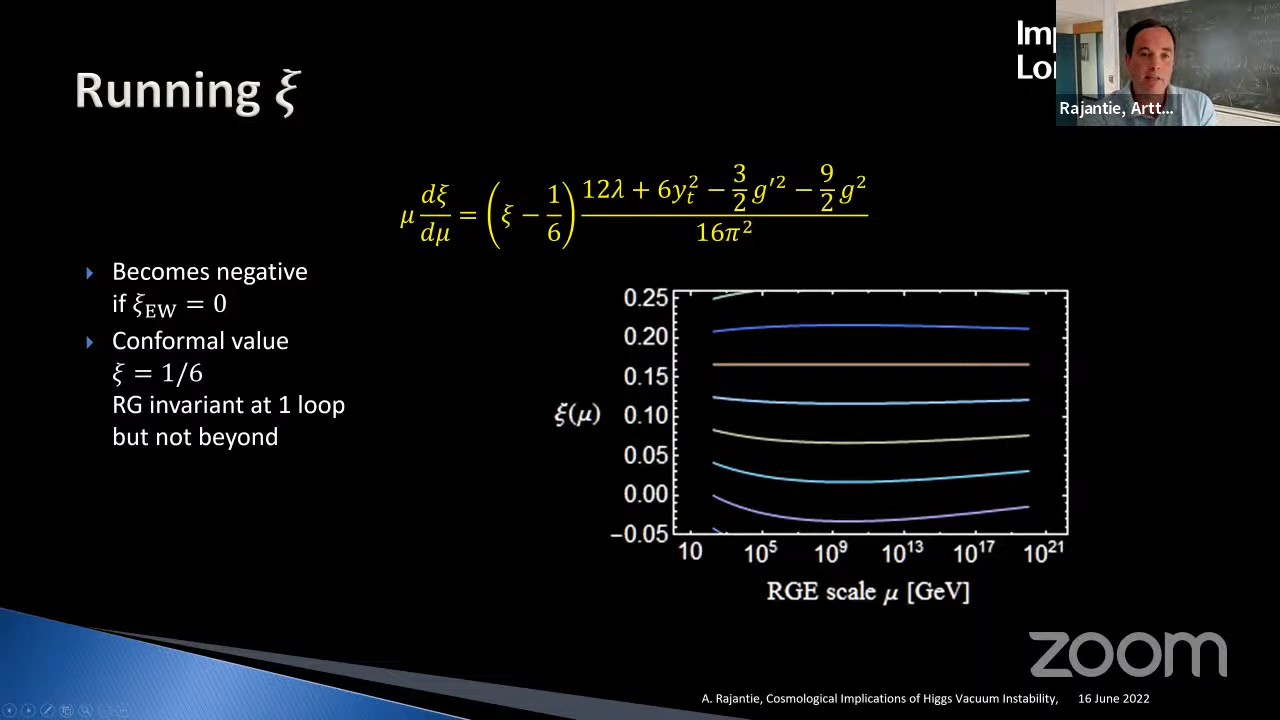 Imp
Lo
Rajantie, Artt...
Running ξ
μ dξ/dμ = (ξ − 1/6) (12λ + 6y_t² − 3/2 g′² − 9/2 g²)/(16π²)
Becomes negative
if ξ_EW = 0
Conformal value
ξ = 1/6
RG invariant at 1 loop
but not beyond
0.25
0.20
0.15
ξ(μ) 0.10
0.05
0.00
−0.05
10 10⁵ 10⁹ 10¹³ 10¹⁷ 10²¹
RGE scale μ [GeV]
zoom
A. Rajantie, Cosmological Implications of Higgs Vacuum Instability, 16 June 2022